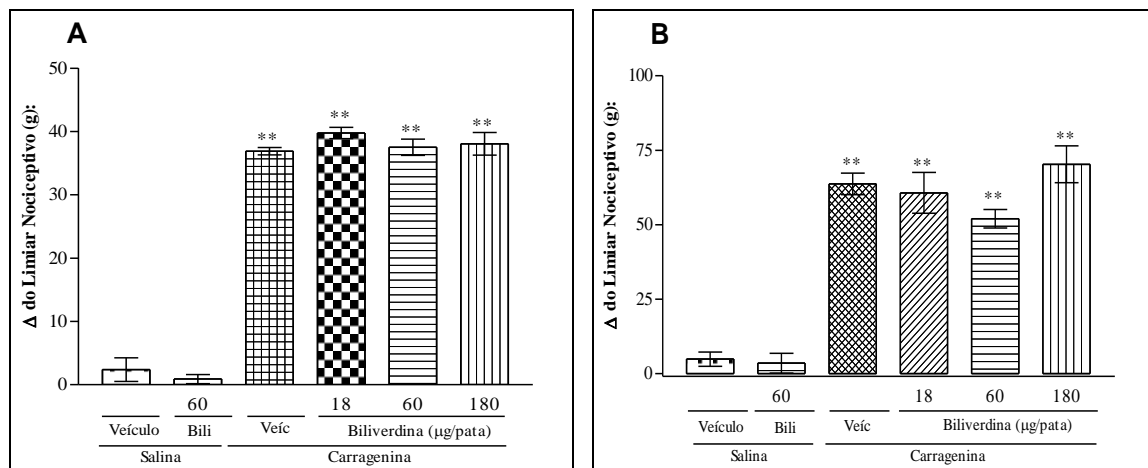 A
Δ do Limiar Nociceptivo (g):
50
40
30
20
10
0
**
**
**
**
60
18
60
180
Veículo
Bili
Veíc
Biliverdina (µg/pata)
Salina
Carragenina
B
Δ do Limiar Nociceptivo (g):
100
75
50
25
0
**
**
**
**
60
18
60
180
Veículo
Bili
Veíc
Biliverdina (µg/pata)
Salina
Carragenina